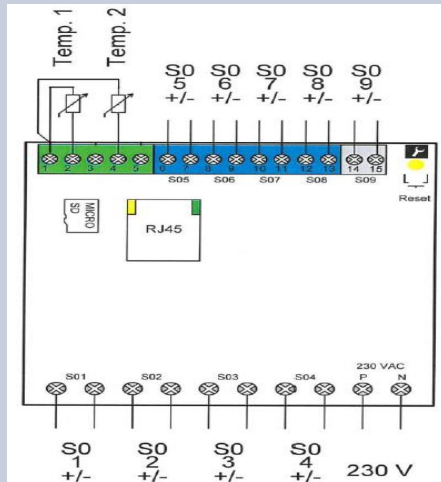 Temp. 1
Temp. 2
S0 S0 S0 S0 S0
5 6 7 8 9
+/- +/- +/- +/- +/-
1 2 3 4 5 6 7 8 9 10 11 12 13 14 15
S05 S06 S07 S08 S09
Reset
MICRO
SD
RJ45
230 VAC
S01 S02 S03 S04 P N
S0 S0 S0 S0
1 2 3 4
+/- +/- +/- +/-
230 V